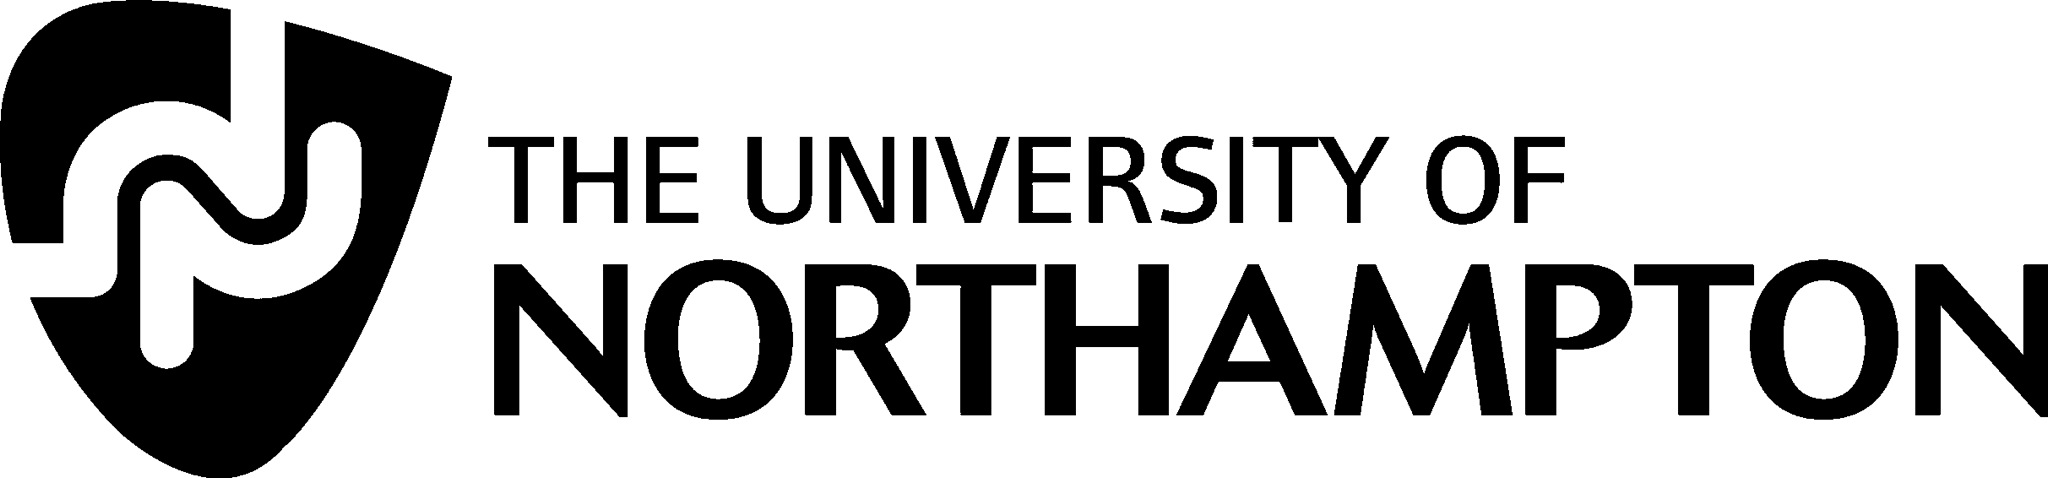 THE UNIVERSITY OF
NORTHAMPTON